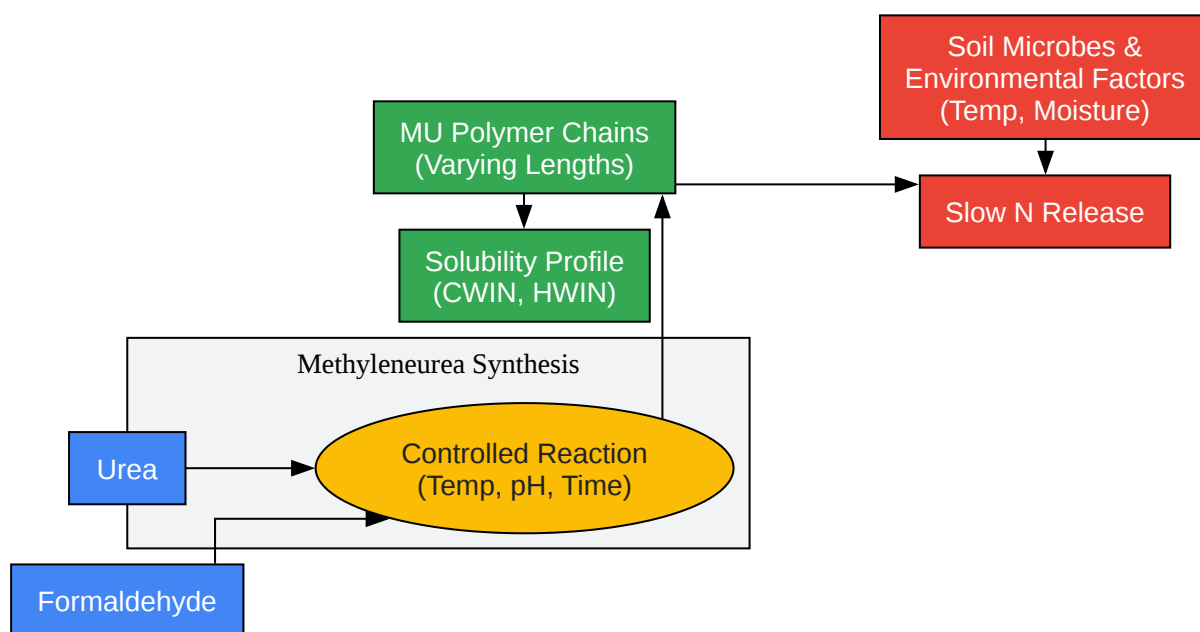 Soil Microbes &
Environmental Factors
(Temp, Moisture)
MU Polymer Chains
(Varying Lengths)
Slow N Release
Solubility Profile
(CWIN, HWIN)
Methyleneurea Synthesis
Controlled Reaction
(Temp, pH, Time)
Urea
Formaldehyde